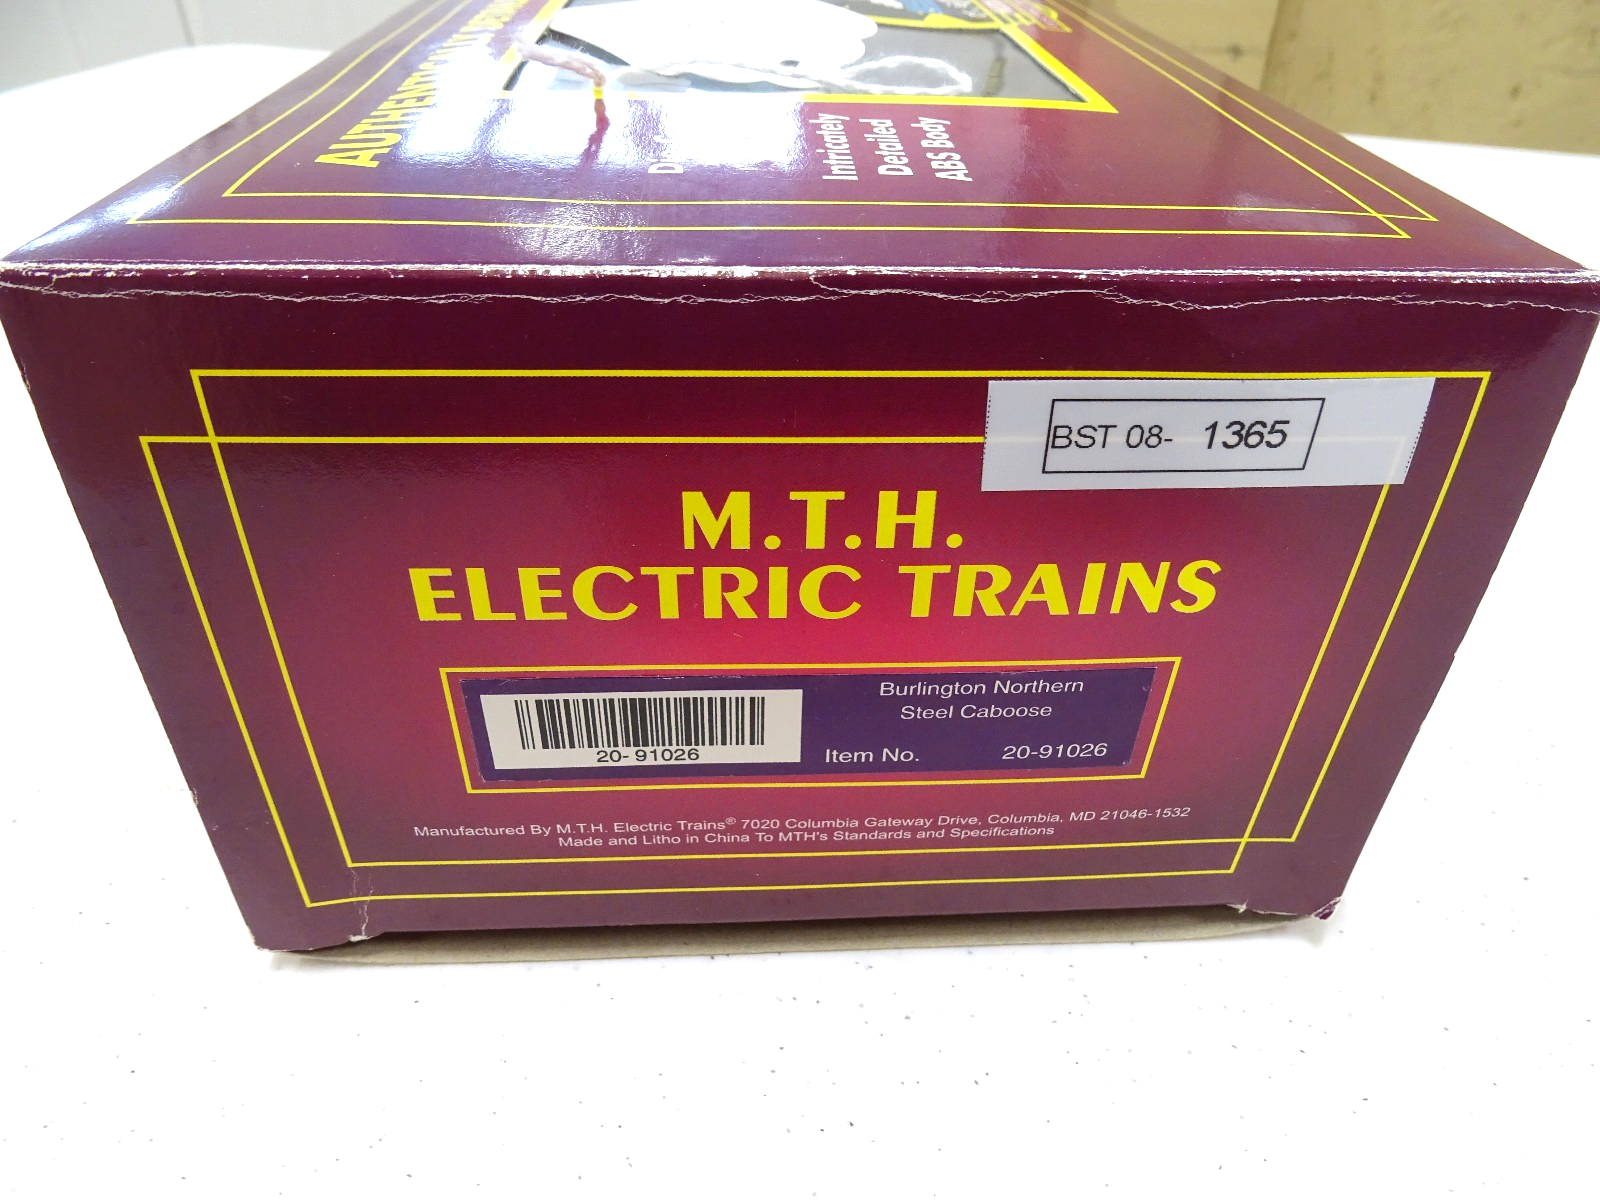 AUTHENTICALLY
Intricately
Detailed
ABS Body
BST 08- 1365
M.T.H.
ELECTRIC TRAINS
Burlington Northern
Steel Caboose
20-91026
Item No. 20-91026
Manufactured By M.T.H. Electric Trains® 7020 Columbia Gateway Drive, Columbia, MD 21046-1532
Made and Litho in China To MTH's Standards and Specifications